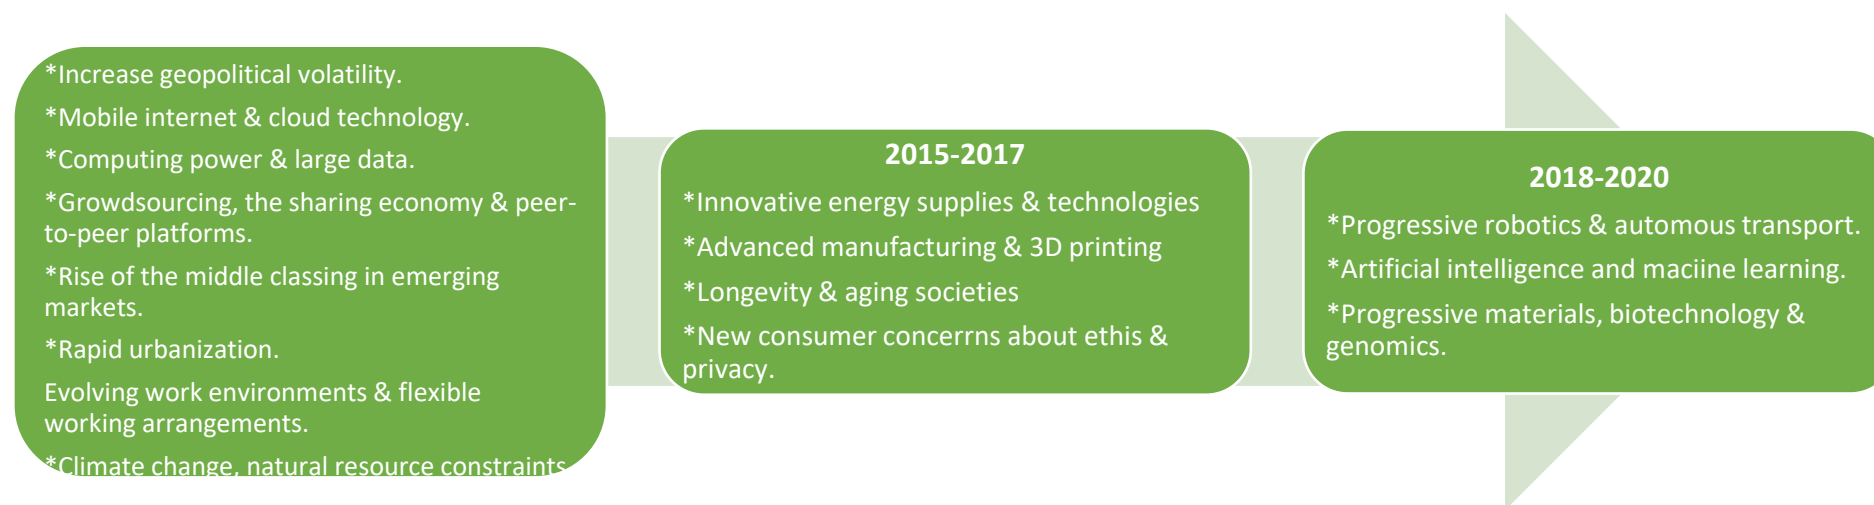 *Increase geopolitical volatility.
*Mobile internet & cloud technology.
*Computing power & large data.
*Growdsourcing, the sharing economy & peer-
to-peer platforms.
*Rise of the middle classing in emerging
markets.
*Rapid urbanization.
Evolving work environments & flexible
working arrangements.
*Climate change, natural resource constraints
2015-2017
*Innovative energy supplies & technologies
*Advanced manufacturing & 3D printing
*Longevity & aging societies
*New consumer concerrns about ethis &
privacy.
2018-2020
*Progressive robotics & automous transport.
*Artificial intelligence and maciine learning.
*Progressive materials, biotechnology &
genomics.